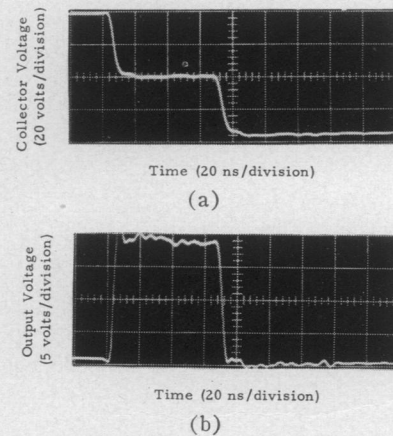 Collector Voltage
(20 volts/division)
Time (20 ns/division)
(a)
Output Voltage
(5 volts/division)
Time (20 ns/division)
(b)